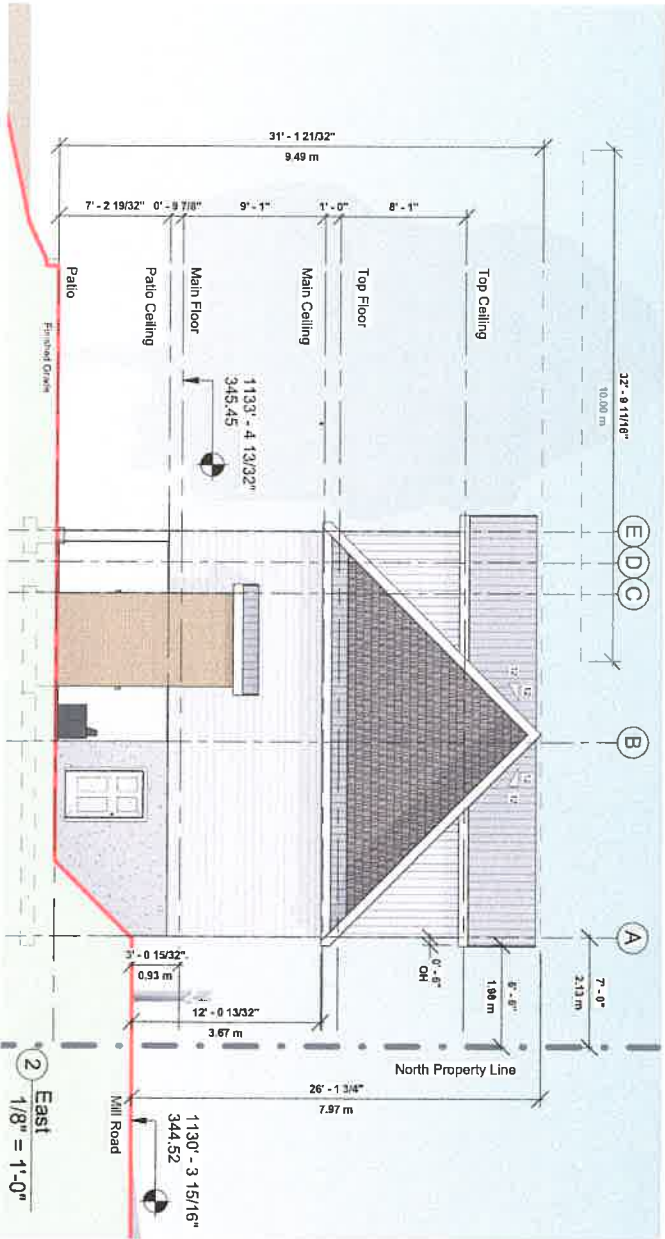 31' - 1 21/32"
9.49 m
7' - 2 19/32"
0' - 9 7/8"
9' - 1"
1' - 0"
8' - 1"
32' - 9 11/16"
10.00 m
Top Ceiling
Top Floor
Main Ceiling
Main Floor
Patio Ceiling
Patio
Finished Grade
1133' - 4 13/32"
345.45
E
D
C
B
A
12
12
12
12
7' - 0"
2.13 m
6' - 6"
1.98 m
0' - 6"
OH
3' - 0 15/32"
0.93 m
12' - 0 13/32"
3.67 m
North Property Line
26' - 1 3/4"
7.97 m
Mill Road
1130' - 3 15/16"
344.52
2
East
1/8" = 1'-0"